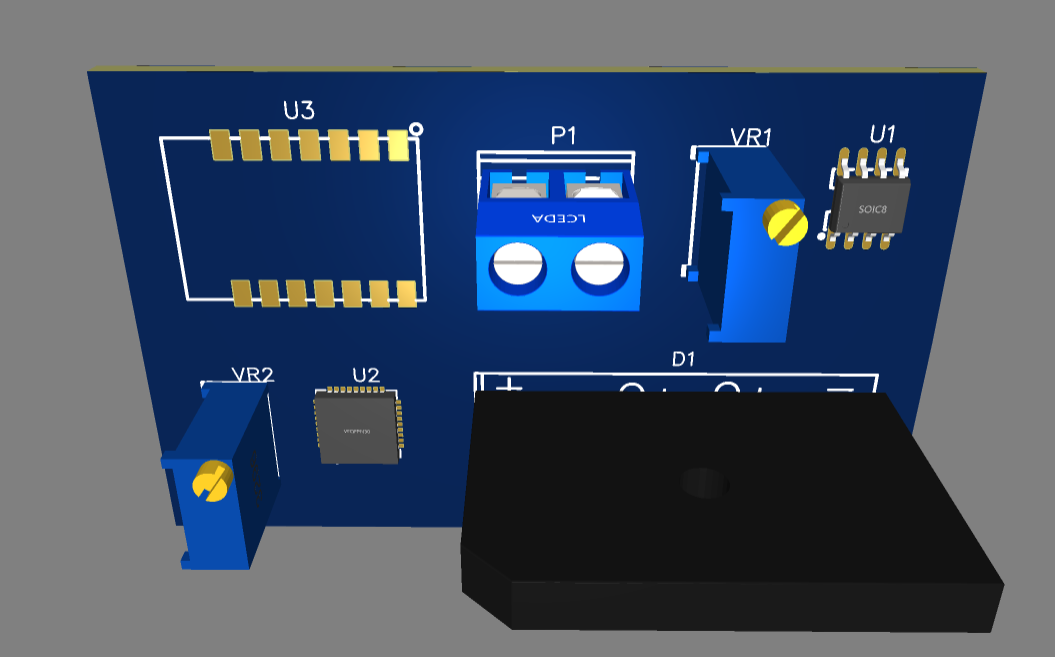 U3
P1
VR1
U1
LCEDA
SOIC8
D1
VR2
U2
+ ~ ~ -